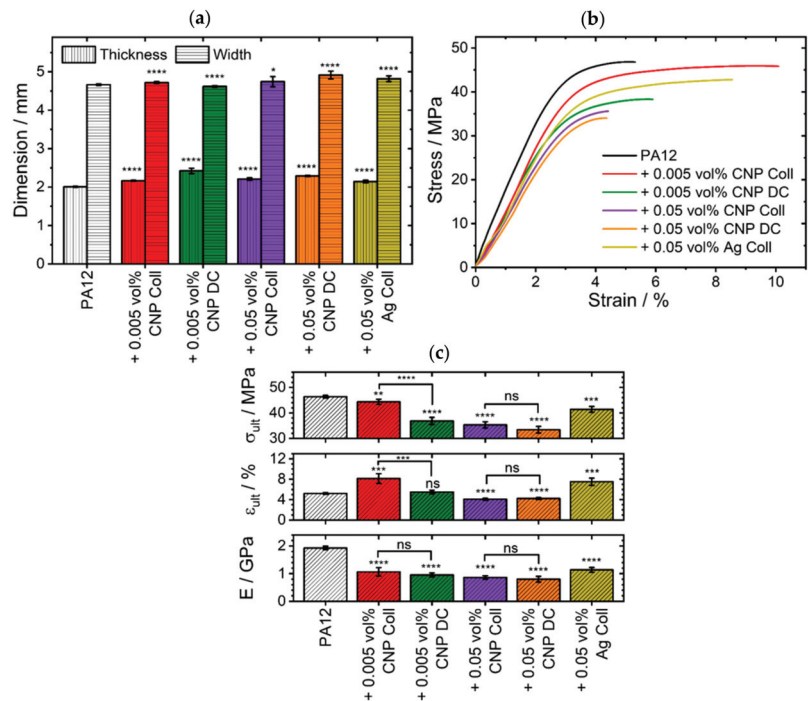 (a)
Thickness
Width
****
****
*
****
****
****
****
****
****
****
5
4
3
2
1
0
Dimension / mm
PA12
+ 0.005 vol%
CNP Coll
+ 0.005 vol%
CNP DC
+ 0.05 vol%
CNP Coll
+ 0.05 vol%
CNP DC
+ 0.05 vol%
Ag Coll
(b)
50
40
30
20
10
0
Stress / MPa
PA12
+ 0.005 vol% CNP Coll
+ 0.005 vol% CNP DC
+ 0.05 vol% CNP Coll
+ 0.05 vol% CNP DC
+ 0.05 vol% Ag Coll
0 2 4 6 8 10
Strain / %
(c)
σult / MPa
50
40
30
****
ns
**
****
****
****
***
εult / %
12
8
4
0
***
ns
***
ns
****
****
***
E / GPa
2
1
0
ns
ns
****
****
****
****
****
PA12
+ 0.005 vol%
CNP Coll
+ 0.005 vol%
CNP DC
+ 0.05 vol%
CNP Coll
+ 0.05 vol%
CNP DC
+ 0.05 vol%
Ag Coll